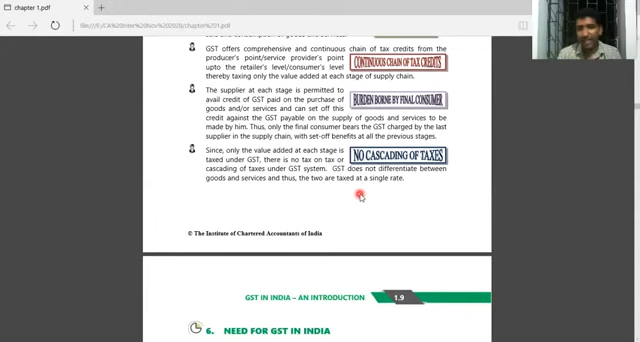 chapter 1.pdf
file:///E:/CA%20Inter%20Nov%202020/chapter%201.pdf
GST offers comprehensive and continuous chain of tax credits from the
producer's point/service provider's point
upto the retailer's level/consumer's level
CONTINUOUS CHAIN OF TAX CREDITS
thereby taxing only the value added at each stage of supply chain.
The supplier at each stage is permitted to
avail credit of GST paid on the purchase of
goods and/or services and can set off this
BURDEN BORNE BY FINAL CONSUMER
credit against the GST payable on the supply of goods and services to be
made by him. Thus, only the final consumer bears the GST charged by the last
supplier in the supply chain, with set-off benefits at all the previous stages.
Since, only the value added at each stage is
taxed under GST, there is no tax on tax or
cascading of taxes under GST system.
NO CASCADING OF TAXES
GST does not differentiate between
goods and services and thus, the two are taxed at a single rate.
© The Institute of Chartered Accountants of India
GST IN INDIA – AN INTRODUCTION
1.9
6. NEED FOR GST IN INDIA